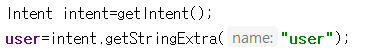 Intent intent=getIntent();
user=intent.getStringExtra( name: "user");